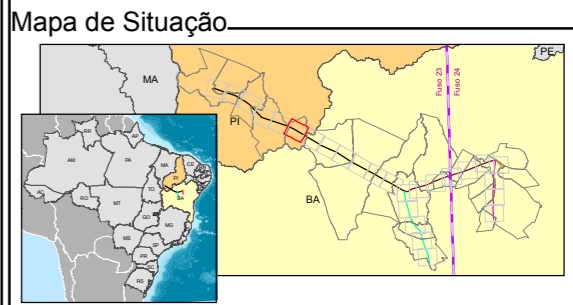 Mapa de Situação
PE
MA
PI
Fuso 23
Fuso 24
BA
RR
AP
AM
PA
MA
CE
PI
AC
RO
TO
BA
MT
GO
MG
MS
SP
PR
SC
RS